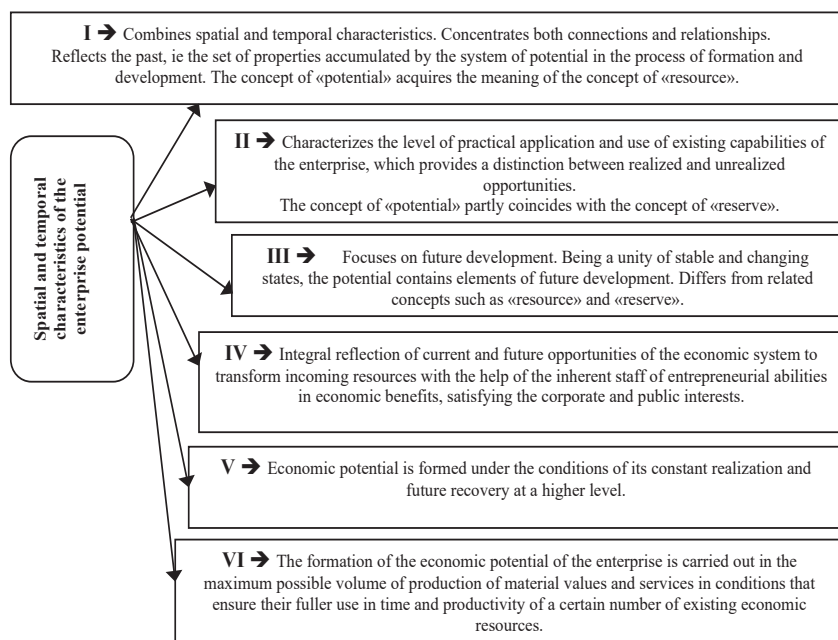 I ➔ Combines spatial and temporal characteristics. Concentrates both connections and relationships.
Reflects the past, ie the set of properties accumulated by the system of potential in the process of formation and
development. The concept of «potential» acquires the meaning of the concept of «resource».
Spatial and temporal
characteristics of the
enterprise potential
II ➔ Characterizes the level of practical application and use of existing capabilities of
the enterprise, which provides a distinction between realized and unrealized
opportunities.
The concept of «potential» partly coincides with the concept of «reserve».
III ➔ Focuses on future development. Being a unity of stable and changing
states, the potential contains elements of future development. Differs from related
concepts such as «resource» and «reserve».
IV ➔ Integral reflection of current and future opportunities of the economic system to
transform incoming resources with the help of the inherent staff of entrepreneurial abilities
in economic benefits, satisfying the corporate and public interests.
V ➔ Economic potential is formed under the conditions of its constant realization and
future recovery at a higher level.
VI ➔ The formation of the economic potential of the enterprise is carried out in the
maximum possible volume of production of material values and services in conditions that
ensure their fuller use in time and productivity of a certain number of existing economic
resources.